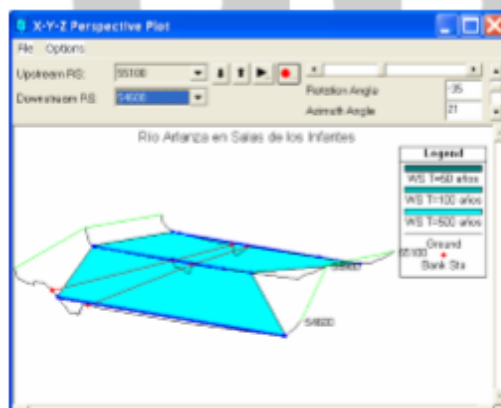 X-Y-Z Perspective Plot
File Options
Upstream RS: 55100
Downstream RS: 54600
Rotation Angle -35
Azimuth Angle 21
Rio Arlanza en Salas de los Infantes
Legend
WS T=50 años
WS T=100 años
WS T=500 años
Ground
Bank Sta
55100
54600